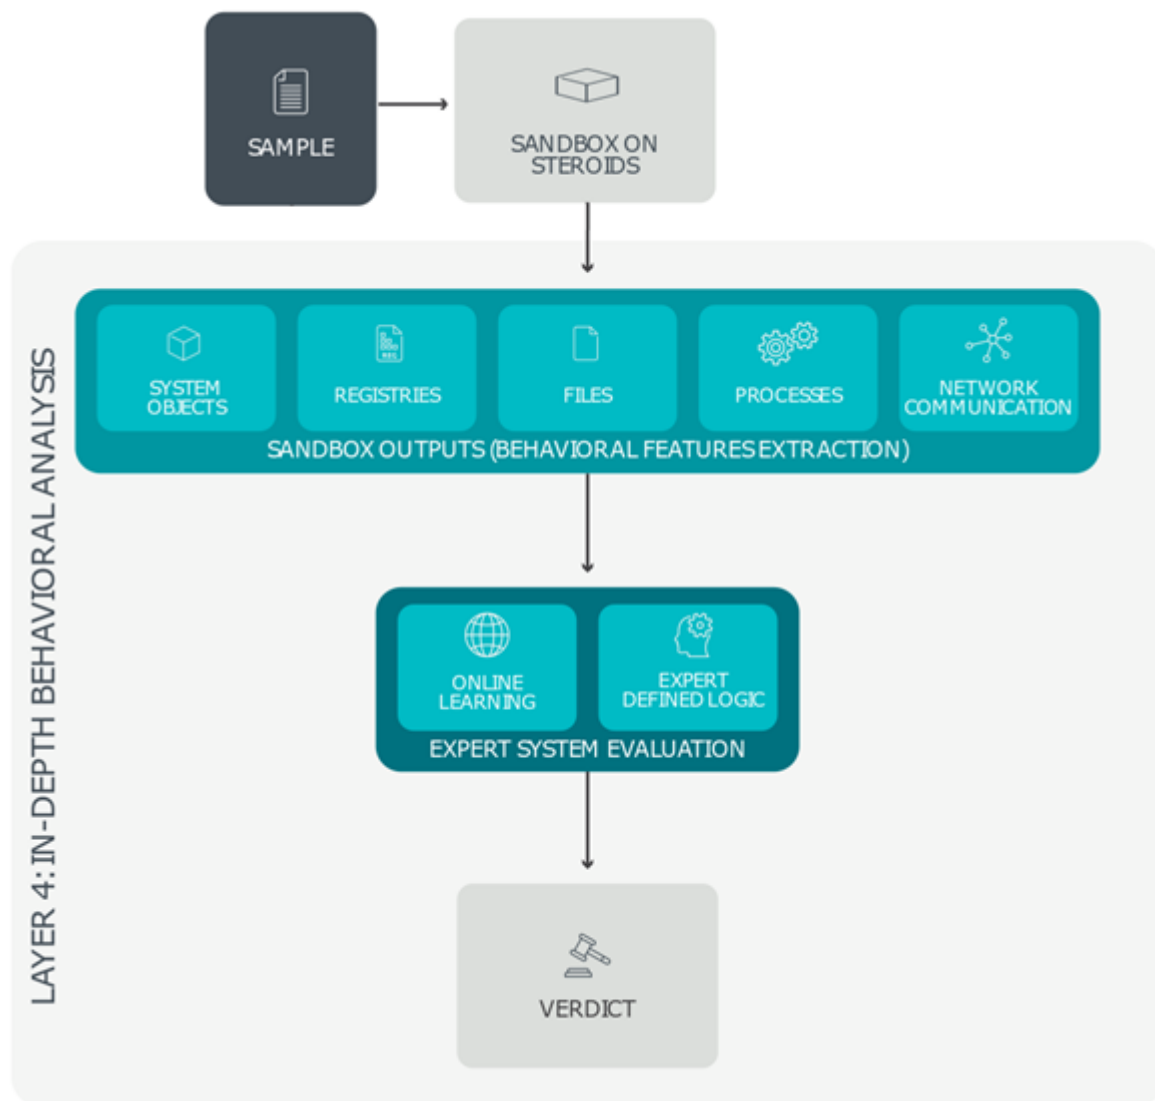 SAMPLE
SANDBOX ON
STEROIDS
LAYER 4: IN-DEPTH BEHAVIORAL ANALYSIS
SYSTEM
OBJECTS
REG
REGISTRIES
FILES
PROCESSES
NETWORK
COMMUNICATION
SANDBOX OUTPUTS (BEHAVIORAL FEATURES EXTRACTION)
ONLINE
LEARNING
EXPERT
DEFINED LOGIC
EXPERT SYSTEM EVALUATION
VERDICT